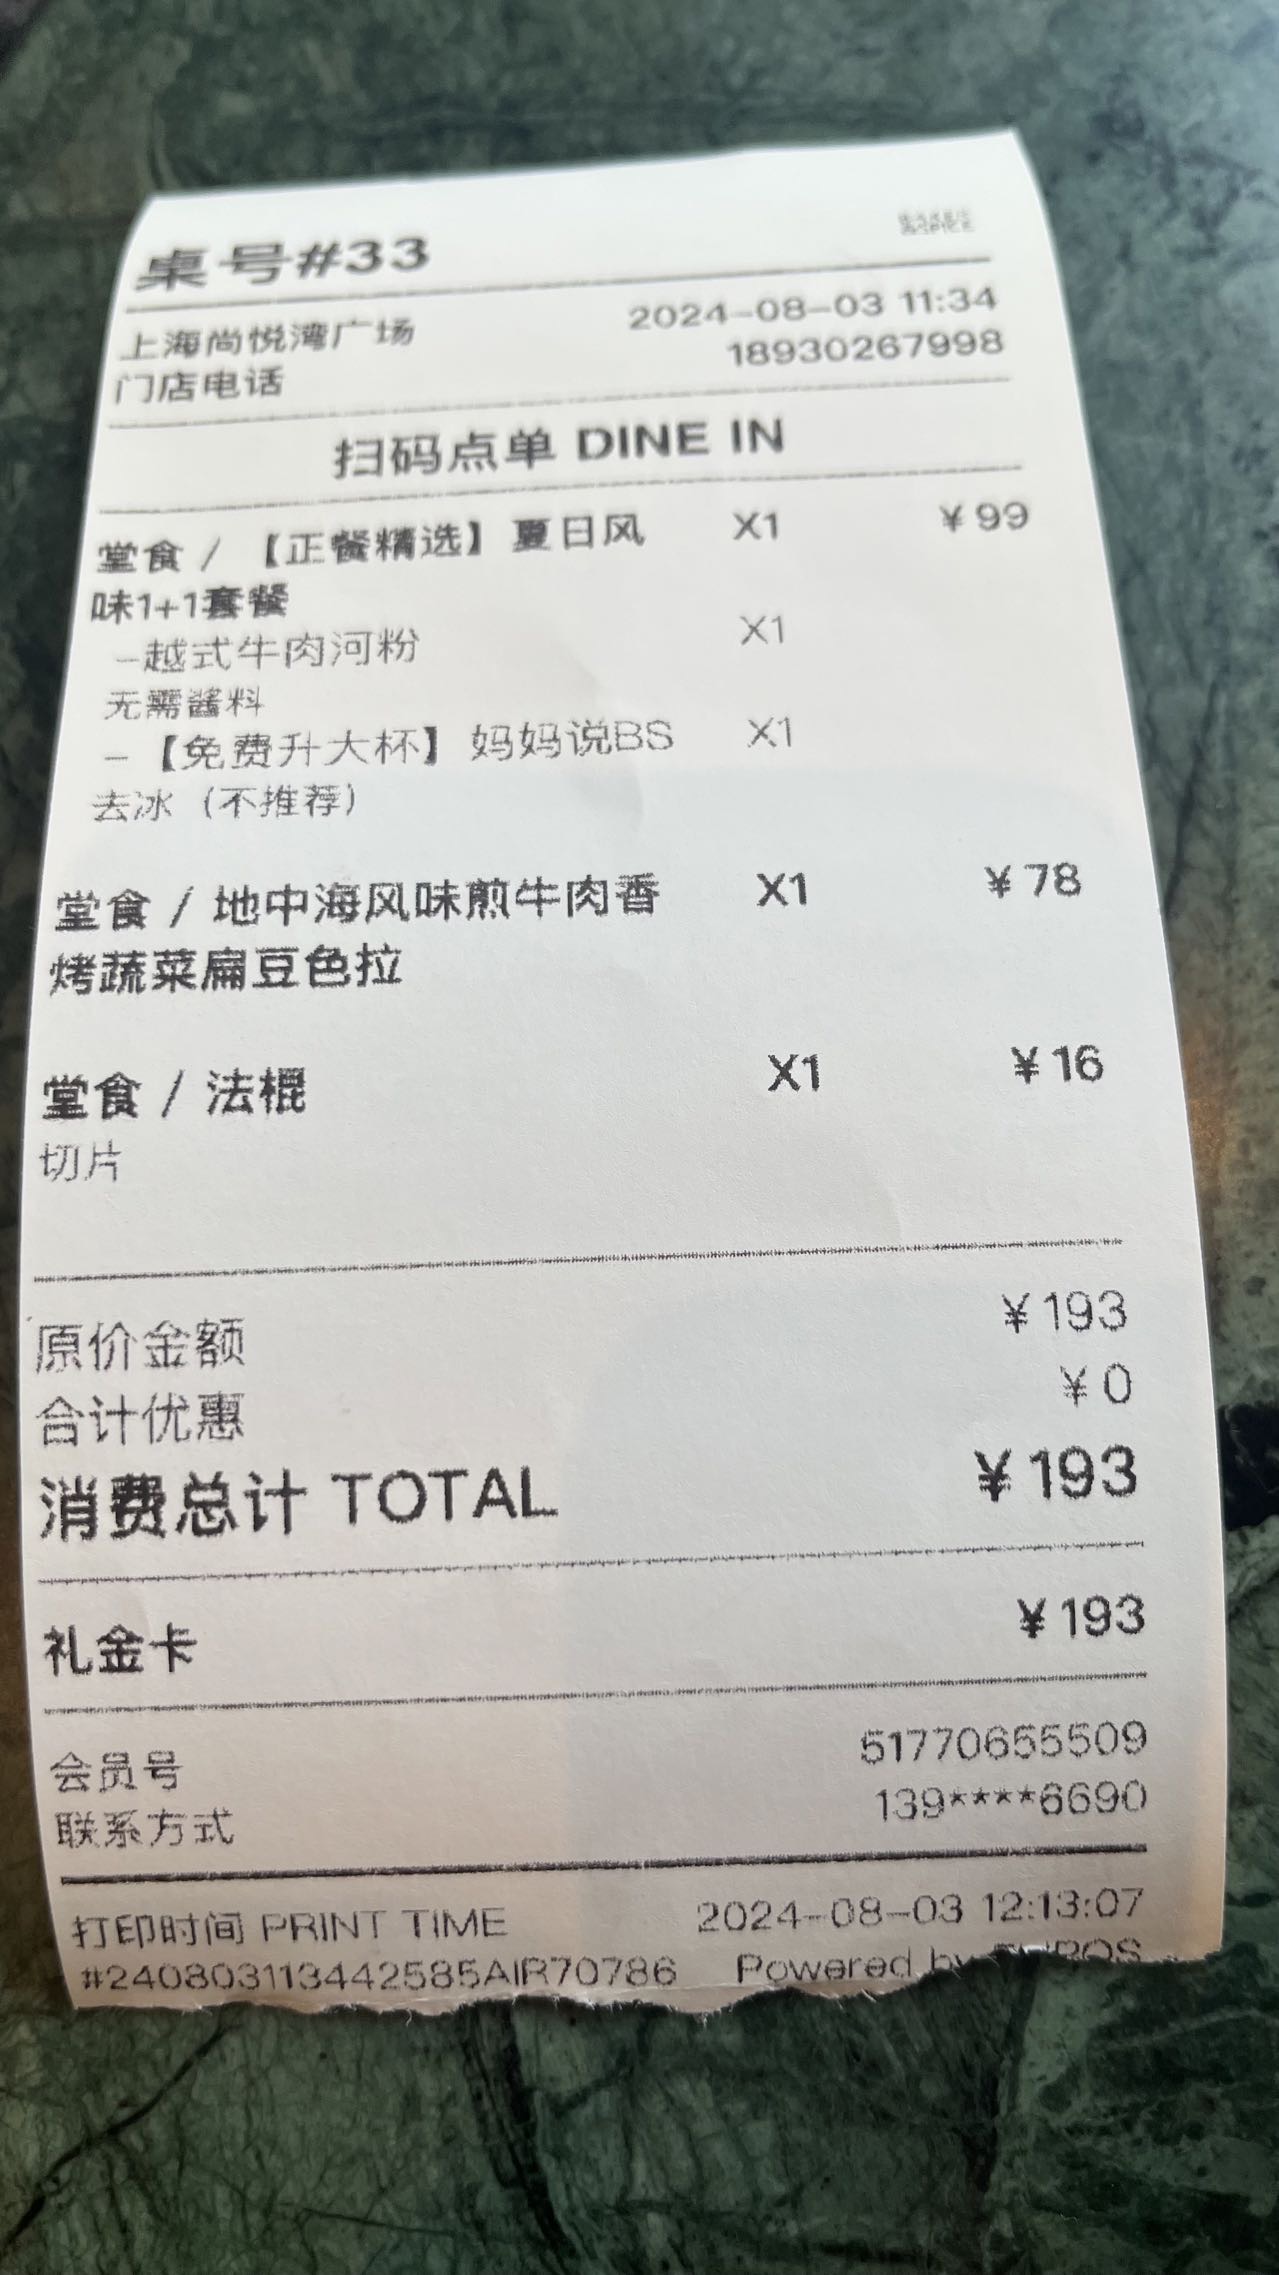 桌号#33
BAKER
&SPICE
上海尚悦湾广场 2024-08-03 11:34
门店电话 18930267998
扫码点单 DINE IN
堂食 / 【正餐精选】夏日风 X1 ¥99
味1+1套餐
-越式牛肉河粉 X1
无需酱料
-【免费升大杯】妈妈说BS X1
去冰（不推荐）
堂食 / 地中海风味煎牛肉香 X1 ¥78
烤蔬菜扁豆色拉
堂食 / 法棍 X1 ¥16
切片
原价金额 ¥193
合计优惠 ¥0
消费总计 TOTAL ¥193
礼金卡 ¥193
会员号 51770655509
联系方式 139****6690
打印时间 PRINT TIME 2024-08-03 12:13:07
#240803113442585AIR70786 Powered by